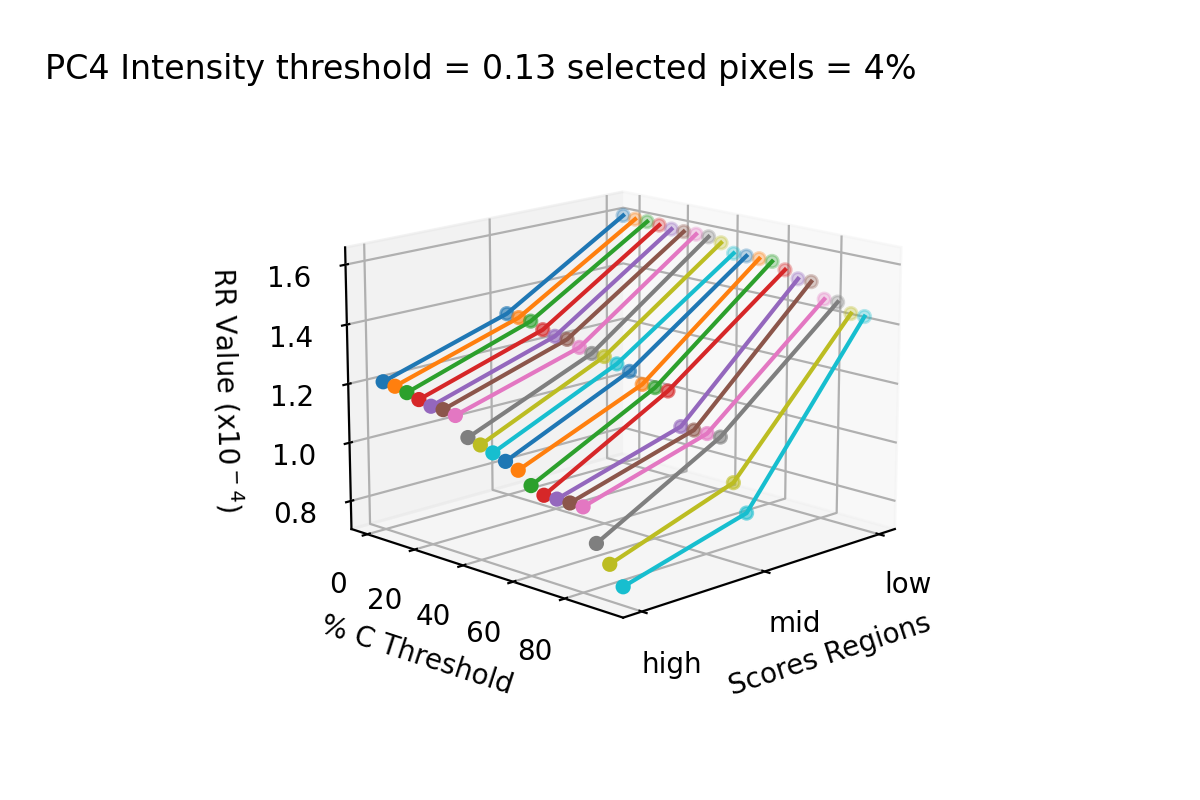 PC4 Intensity threshold = 0.13 selected pixels = 4%
RR Value (x10⁻⁴)
1.6
1.4
1.2
1.0
0.8
0
20
40
60
80
% C Threshold
high
mid
low
Scores Regions